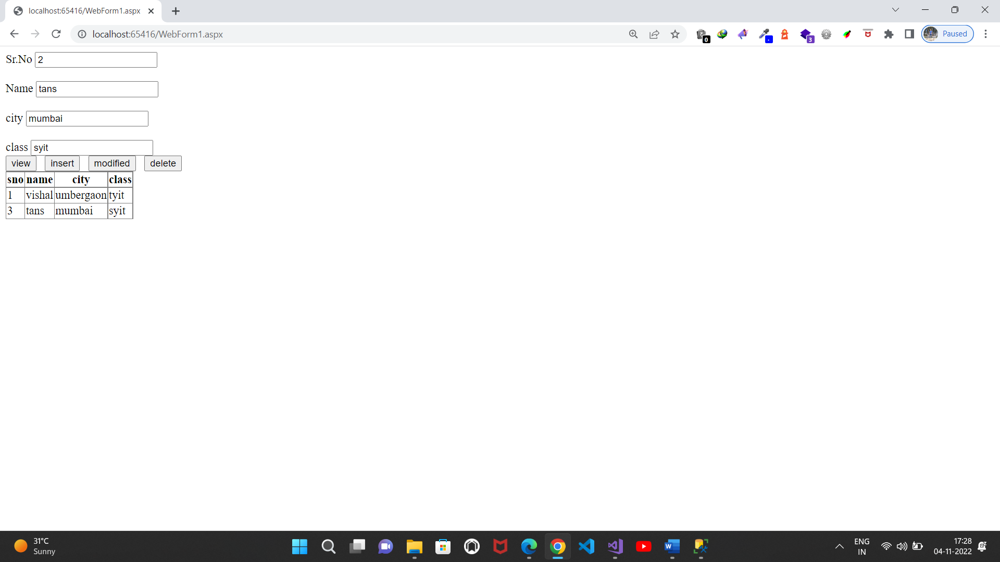 localhost:65416/WebForm1.aspx
localhost:65416/WebForm1.aspx
0
3
Paused
Sr.No 2
Name tans
city mumbai
class syit
view insert modified delete
sno name city class
1 vishal umbergaon tyit
3 tans mumbai syit
31°C
Sunny
W
ENG
IN
17:28
04-11-2022